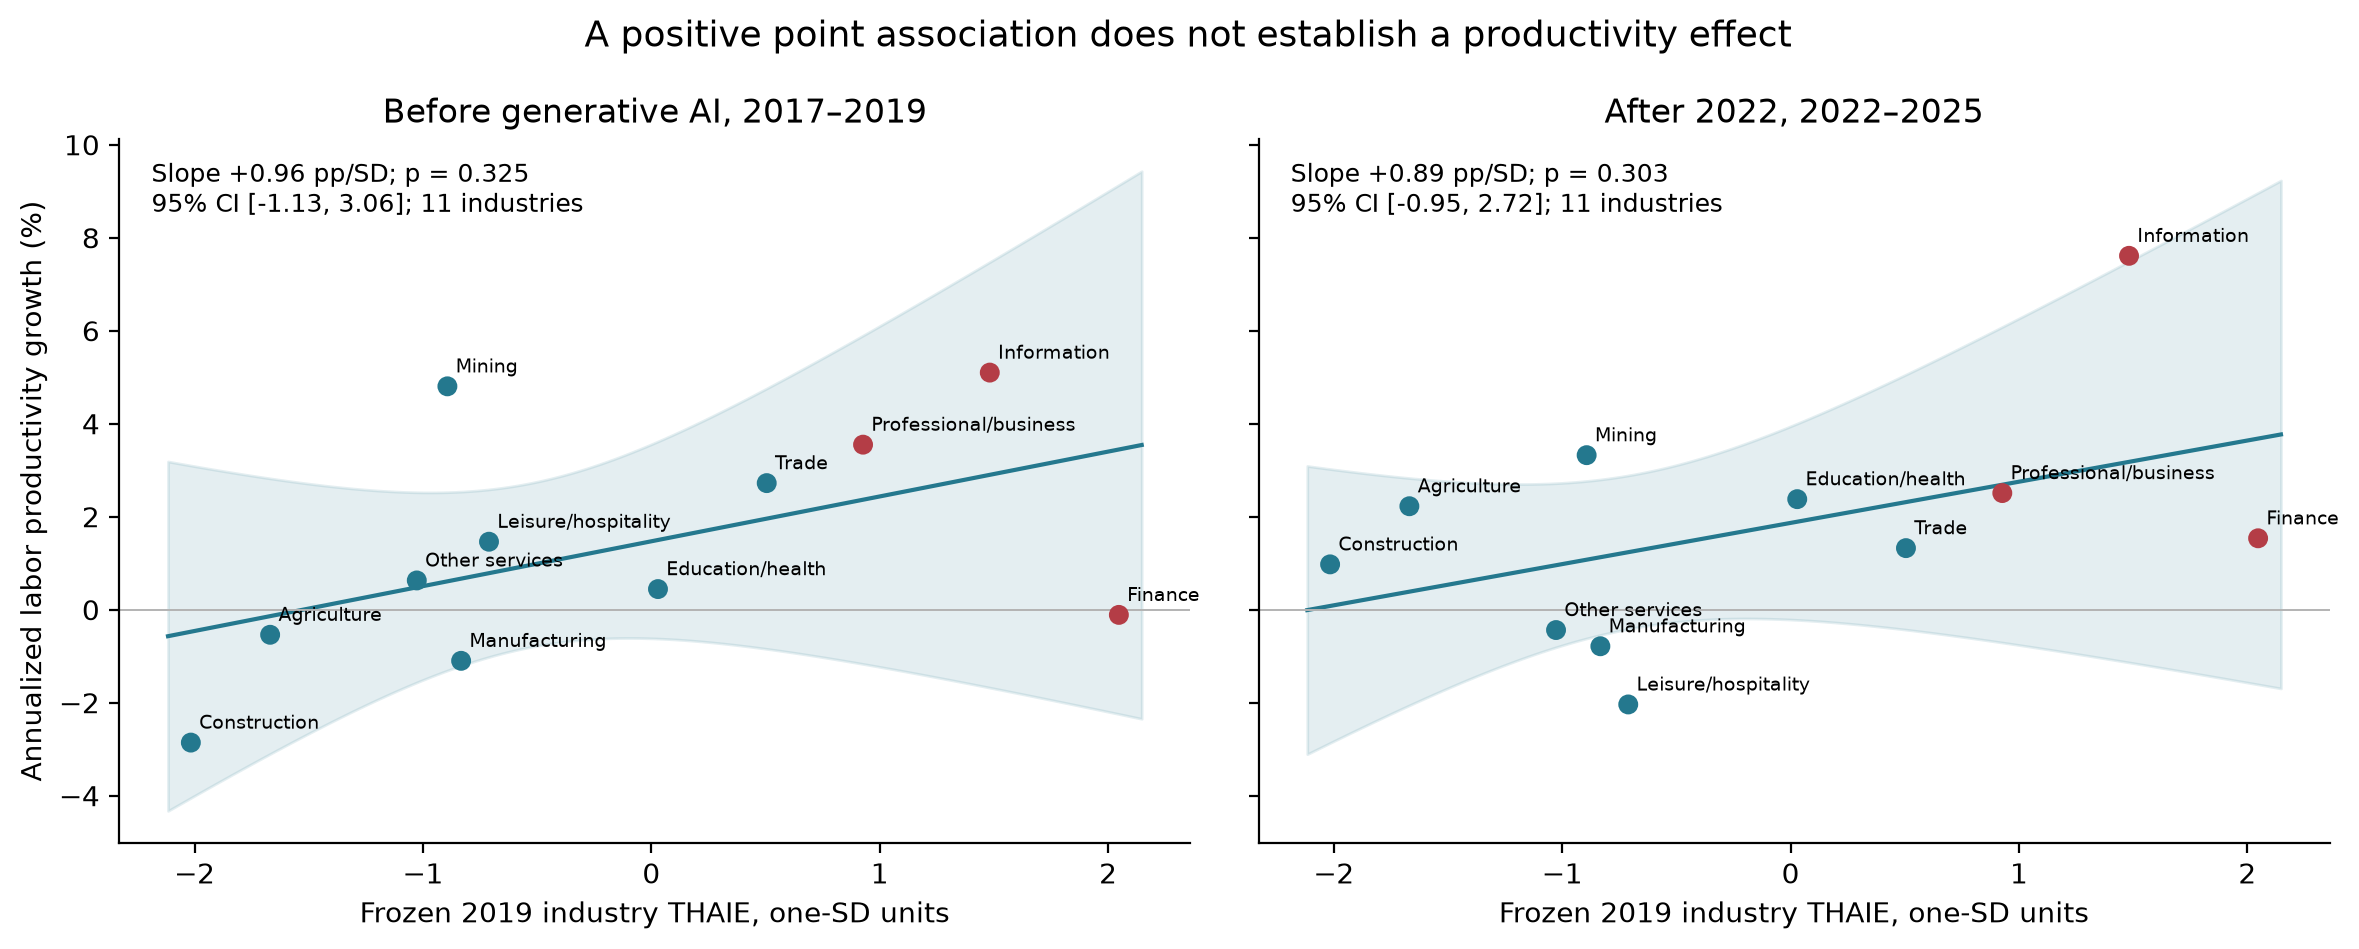 A positive point association does not establish a productivity effect
Before generative AI, 2017–2019
Annualized labor productivity growth (%)
10
8
6
4
2
0
−2
−4
Slope +0.96 pp/SD; p = 0.325
95% CI [-1.13, 3.06]; 11 industries
Mining
Information
Professional/business
Trade
Leisure/hospitality
Other services
Education/health
Finance
Agriculture
Manufacturing
Construction
−2
−1
0
1
2
Frozen 2019 industry THAIE, one-SD units
After 2022, 2022–2025
Slope +0.89 pp/SD; p = 0.303
95% CI [-0.95, 2.72]; 11 industries
Information
Mining
Agriculture
Education/health
Professional/business
Construction
Trade
Finance
Other services
Manufacturing
Leisure/hospitality
−2
−1
0
1
2
Frozen 2019 industry THAIE, one-SD units